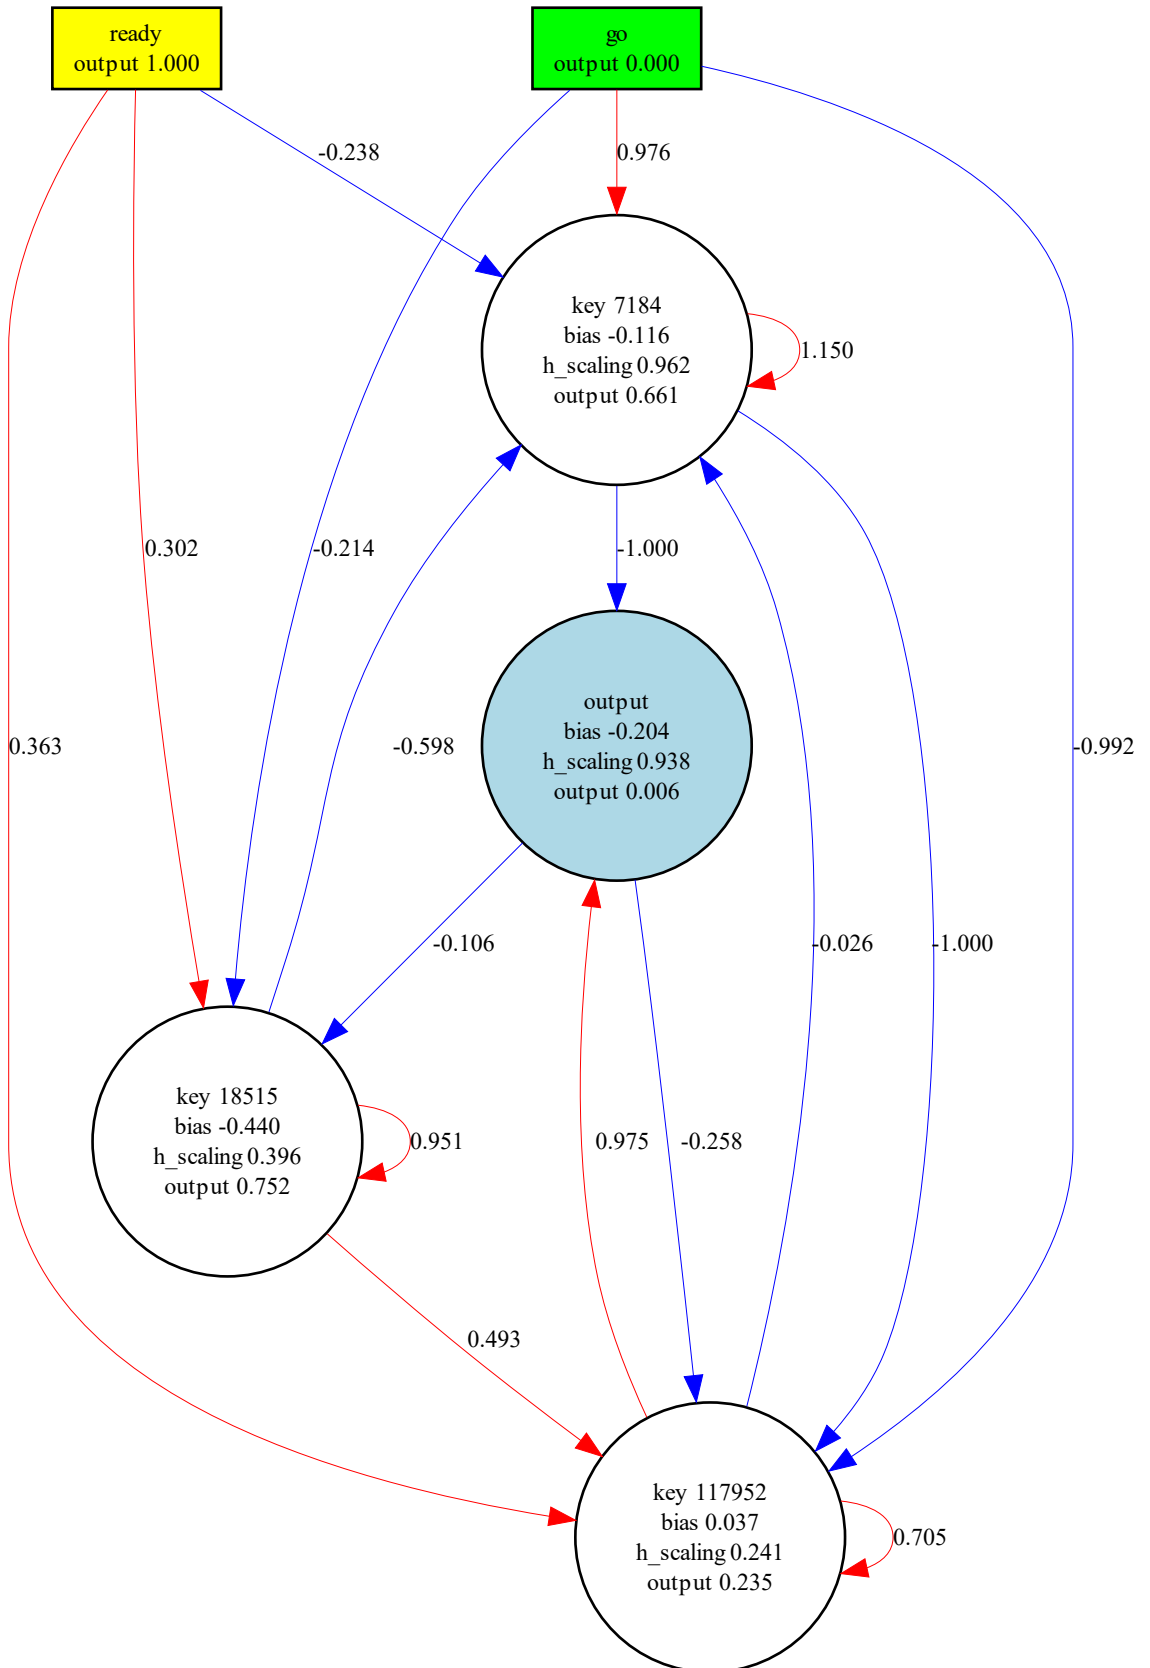 ready
output 1.000
go
output 0.000
-0.238
0.976
key 7184
bias -0.116
h_scaling 0.962
output 0.661
1.150
0.302
-0.214
-1.000
output
bias -0.204
h_scaling 0.938
output 0.006
0.363
-0.598
-0.992
-0.106
-0.026
-1.000
key 18515
bias -0.440
h_scaling 0.396
output 0.752
0.951
0.975
-0.258
0.493
key 117952
bias 0.037
h_scaling 0.241
output 0.235
0.705